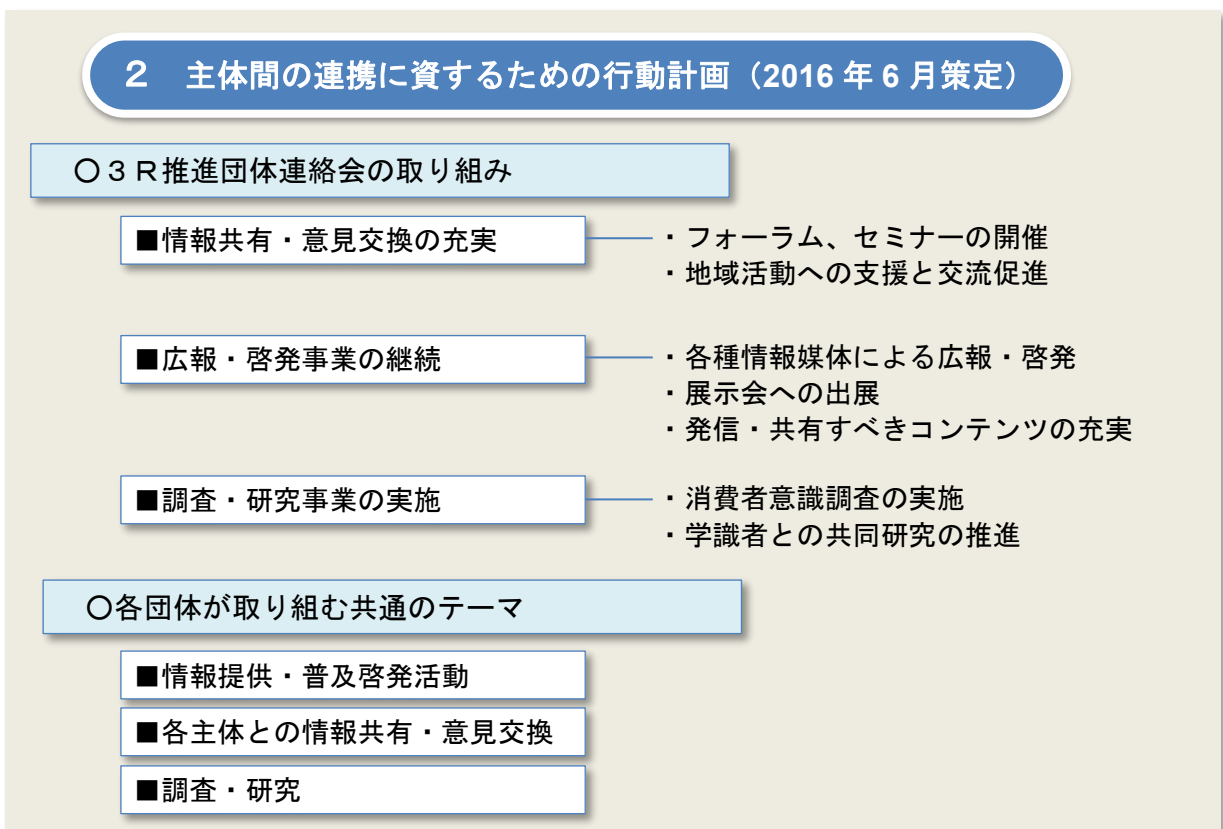 ２　主体間の連携に資するための行動計画（2016 年 6 月策定）
〇３Ｒ推進団体連絡会の取り組み
■情報共有・意見交換の充実
・フォーラム、セミナーの開催
・地域活動への支援と交流促進
■広報・啓発事業の継続
・各種情報媒体による広報・啓発
・展示会への出展
・発信・共有すべきコンテンツの充実
■調査・研究事業の実施
・消費者意識調査の実施
・学識者との共同研究の推進
〇各団体が取り組む共通のテーマ
■情報提供・普及啓発活動
■各主体との情報共有・意見交換
■調査・研究